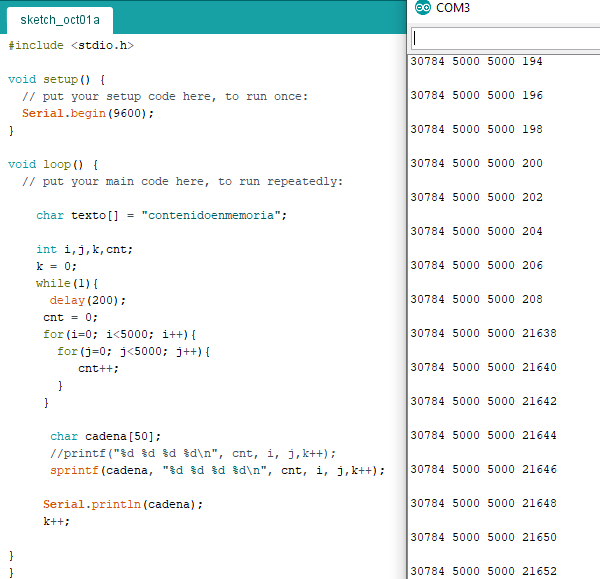 sketch_oct01a
#include <stdio.h>
void setup() {
// put your setup code here, to run once:
Serial.begin(9600);
}
void loop() {
// put your main code here, to run repeatedly:
char texto[] = "contenidoenmemoria";
int i,j,k,cnt;
k = 0;
while(1){
delay(200);
cnt = 0;
for(i=0; i<5000; i++){
for(j=0; j<5000; j++){
cnt++;
}
}
char cadena[50];
//printf("%d %d %d %d\n", cnt, i, j,k++);
sprintf(cadena, "%d %d %d %d\n", cnt, i, j,k++);
Serial.println(cadena);
k++;
}
}
COM3
30784 5000 5000 194
30784 5000 5000 196
30784 5000 5000 198
30784 5000 5000 200
30784 5000 5000 202
30784 5000 5000 204
30784 5000 5000 206
30784 5000 5000 208
30784 5000 5000 21638
30784 5000 5000 21640
30784 5000 5000 21642
30784 5000 5000 21644
30784 5000 5000 21646
30784 5000 5000 21648
30784 5000 5000 21650
30784 5000 5000 21652